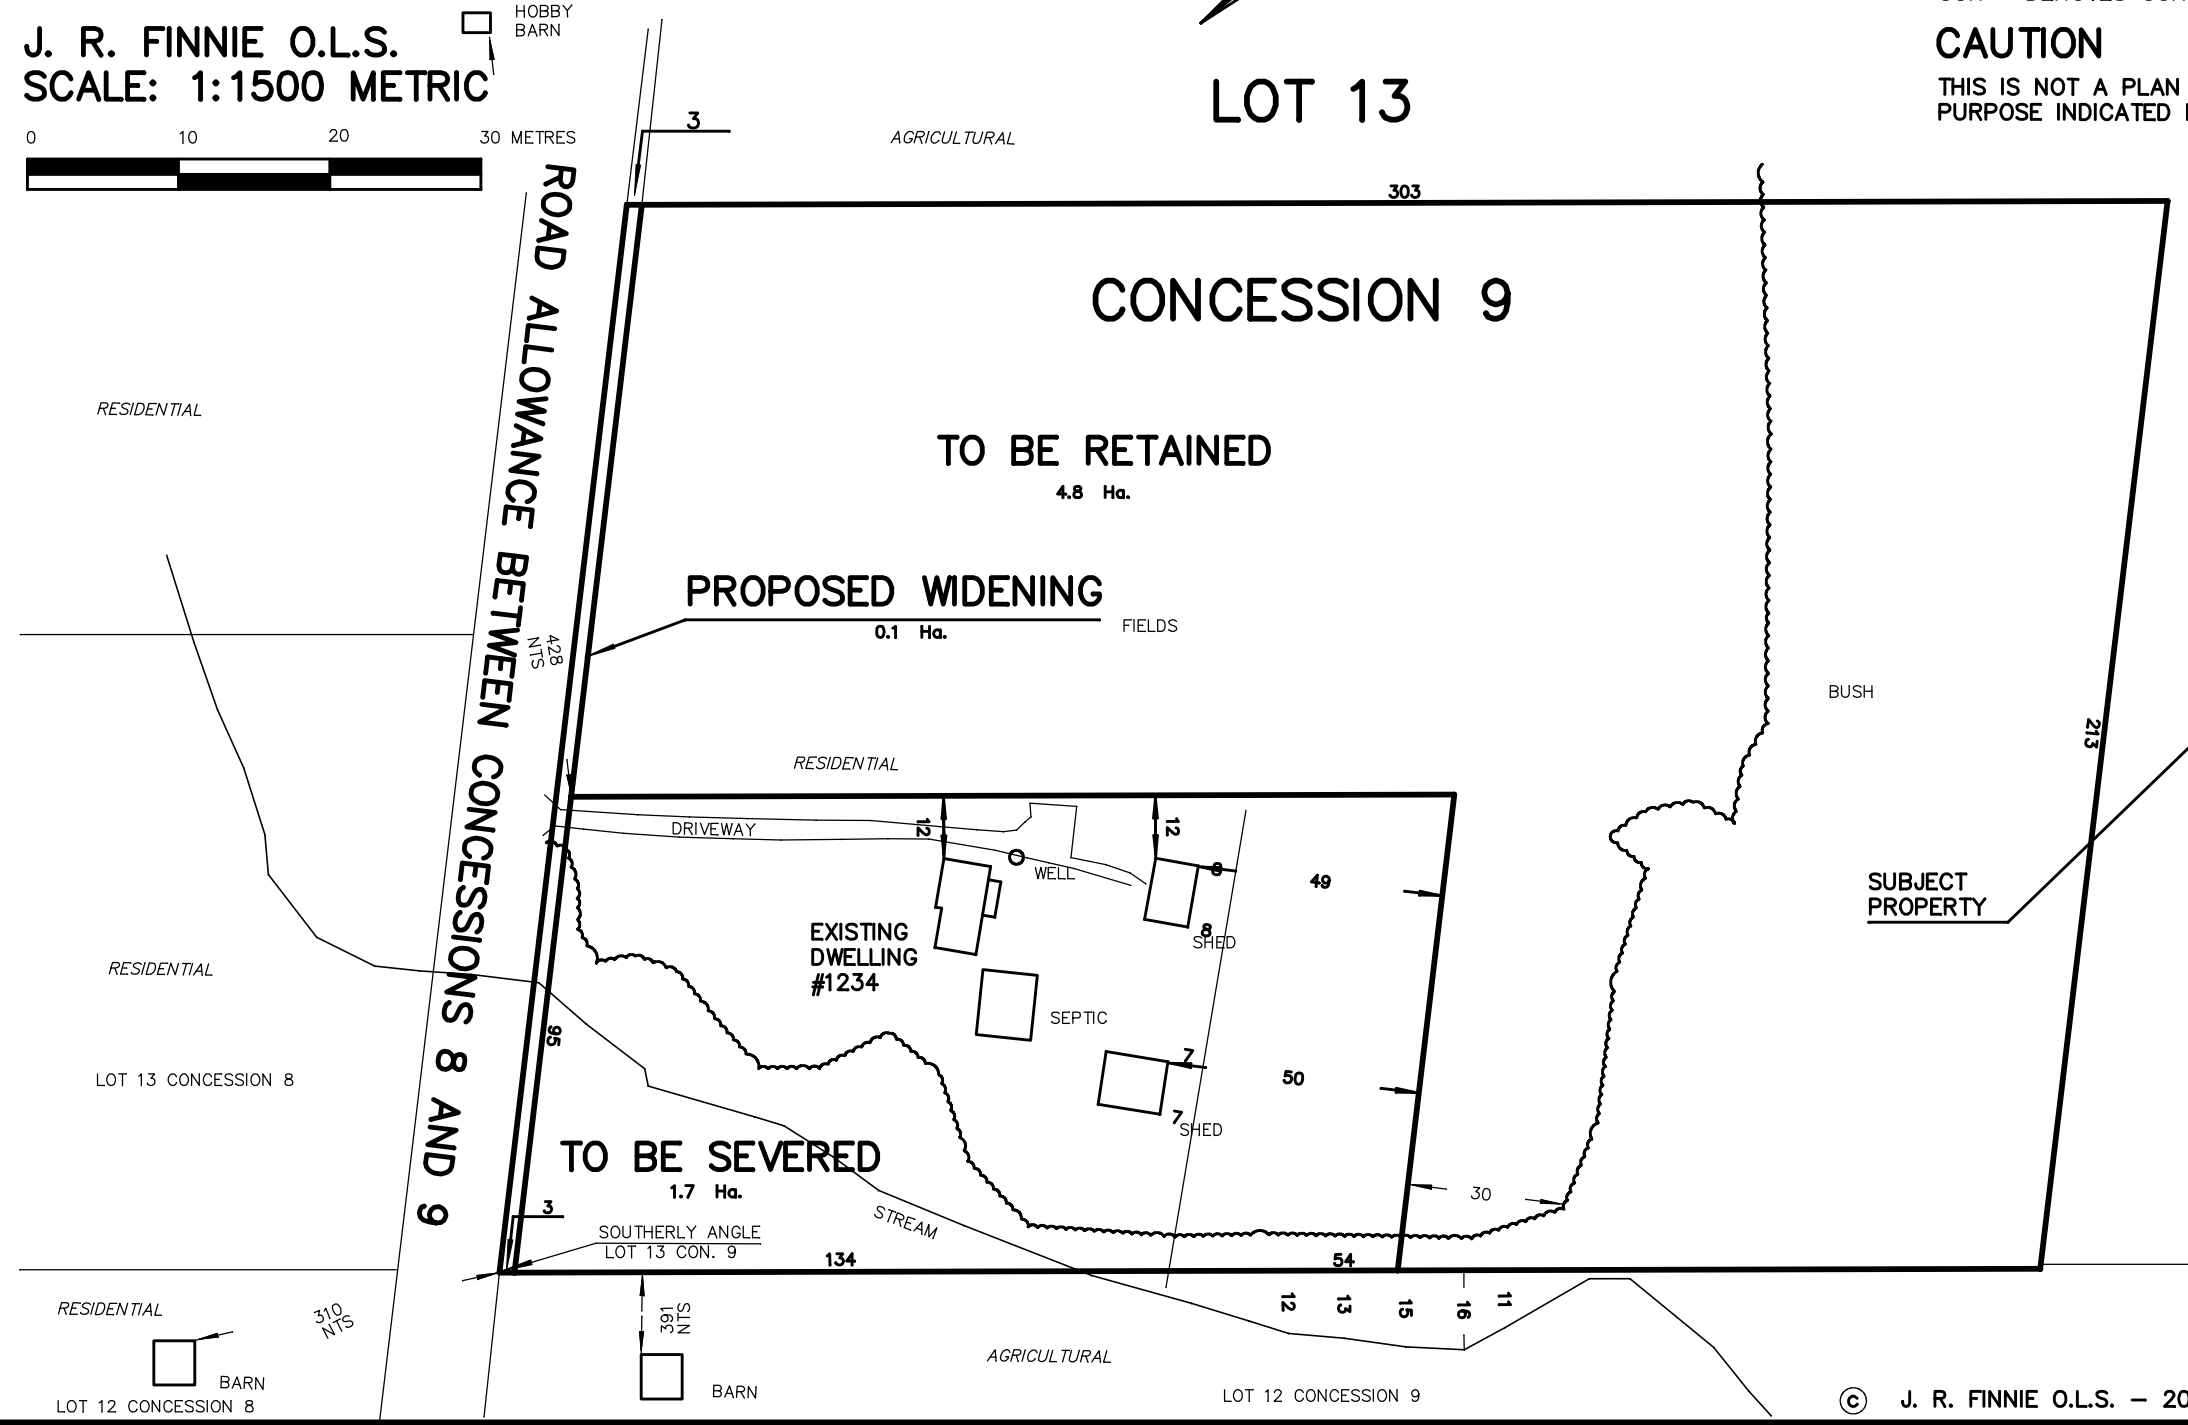 HOBBY
BARN
J. R. FINNIE O.L.S.
SCALE: 1:1500 METRIC
0 10 20 30 METRES
CAUTION
THIS IS NOT A PLAN
PURPOSE INDICATED
LOT 13
3
AGRICULTURAL
303
CONCESSION 9
ROAD ALLOWANCE BETWEEN CONCESSIONS 8 AND 9
RESIDENTIAL
TO BE RETAINED
4.8 Ha.
PROPOSED WIDENING
0.1 Ha.
FIELDS
428
NTS
BUSH
213
RESIDENTIAL
DRIVEWAY
12
12
WELL
8
49
SUBJECT
PROPERTY
EXISTING
DWELLING
#1234
8
SHED
RESIDENTIAL
SEPTIC
95
7
50
LOT 13 CONCESSION 8
7
SHED
TO BE SEVERED
1.7 Ha.
30
3
STREAM
SOUTHERLY ANGLE
LOT 13 CON. 9
134
54
12 13 15 16 11
RESIDENTIAL
310
NTS
391
NTS
AGRICULTURAL
BARN
BARN
LOT 12 CONCESSION 8
LOT 12 CONCESSION 9
© J. R. FINNIE O.L.S. – 20